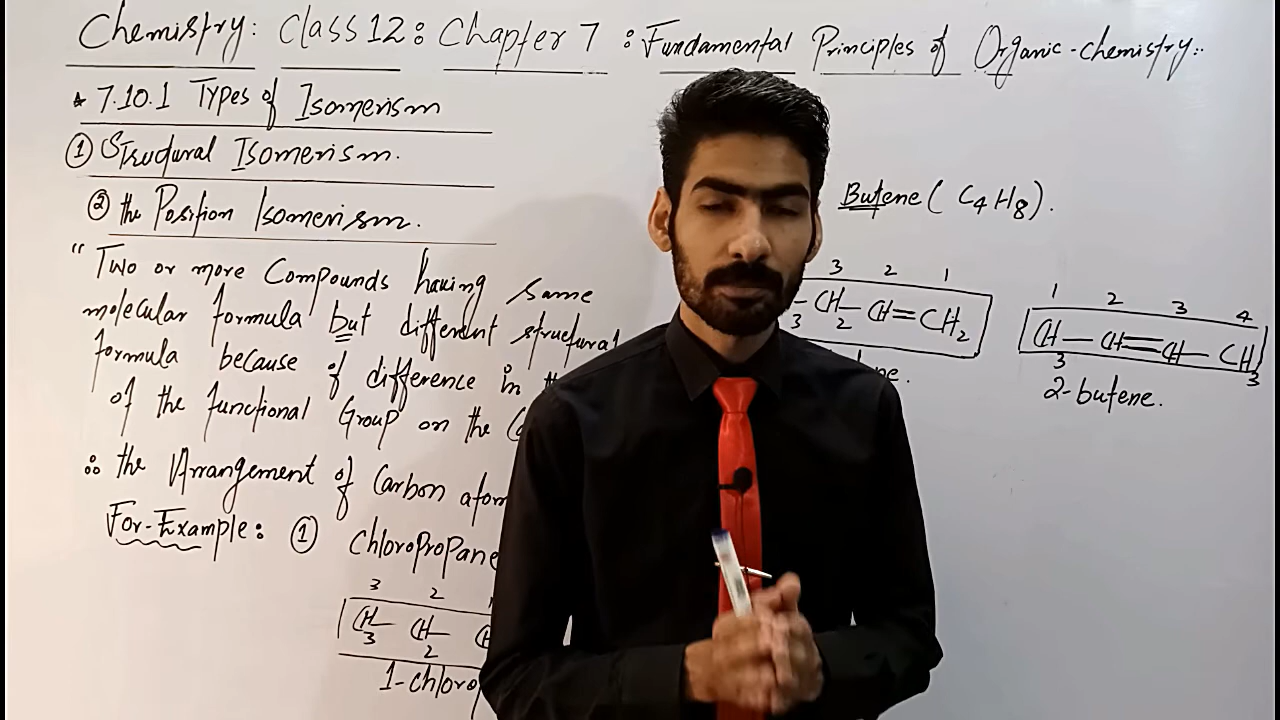 Chemistry: Class 12: Chapter 7 : Fundamental Principles of Organic-chemistry:.
* 7.10.1 Types of Isomerism
① Structural Isomerism.
② the Position Isomerism.
" Two or more Compounds having same
molecular formula but different structural
formula because of difference in
of the functional Group on the
∴ the Arrangement of Carbon
For-Example: ① Chloropropane
3 2
CH3— CH2—
1-chlorop
Butene ( C4H8 ).
3 2 1
— CH2— CH=CH2
1 2 3 4
CH3— CH=CH— CH3
2-butene.